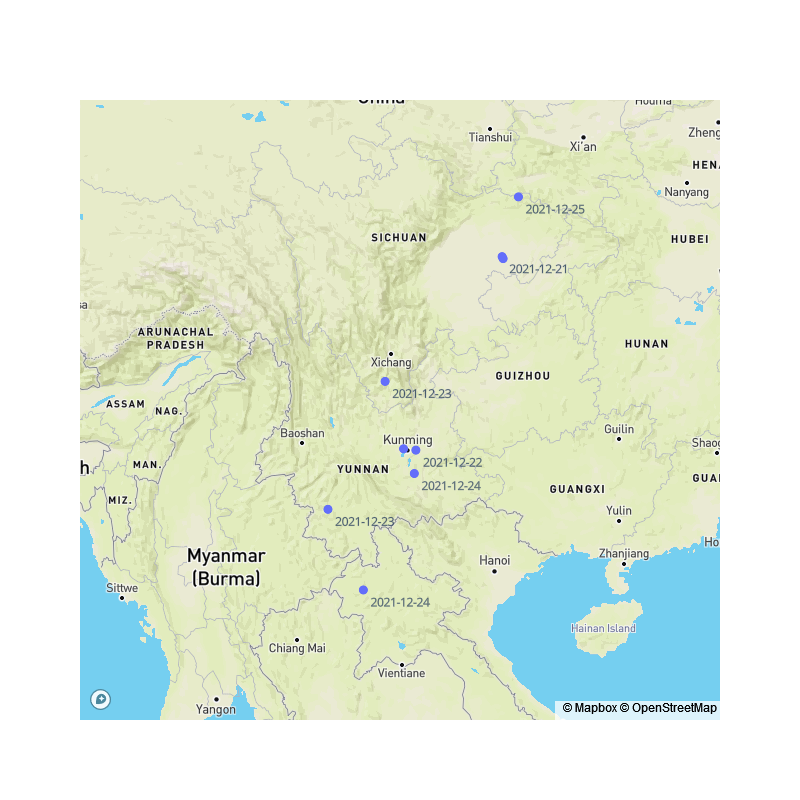 China
Houma
Tianshui
Xi'an
Zheng
HENA
Nanyang
2021-12-25
SICHUAN
HUBEI
2021-12-21
sa
ARUNACHAL
PRADESH
HUNAN
Xichang
GUIZHOU
2021-12-23
ASSAM
NAG.
Baoshan
Kunming
Guilin
Shaog
h
MAN.
YUNNAN
2021-12-22
2021-12-24
GUAN
MIZ.
GUANGXI
Yulin
2021-12-23
Ho
Myanmar
(Burma)
Hanoi
Zhanjiang
Sittwe
2021-12-24
Hainan Island
Chiang Mai
Vientiane
Yangon
© Mapbox © OpenStreetMap